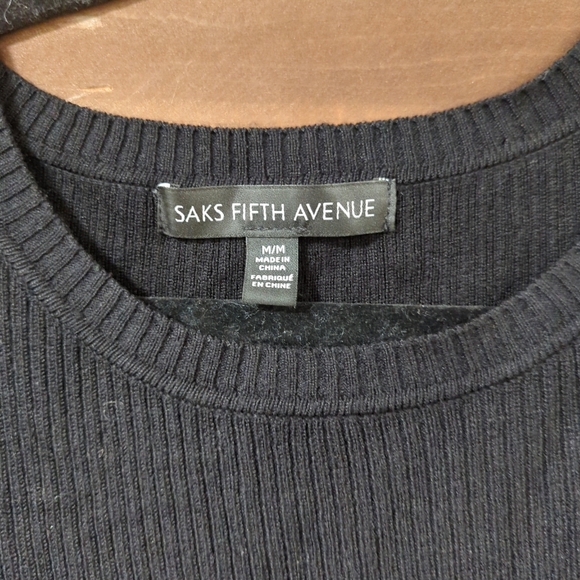 SAKS FIFTH AVENUE
M/M
MADE IN
CHINA
FABRIQUÉ
EN CHINE